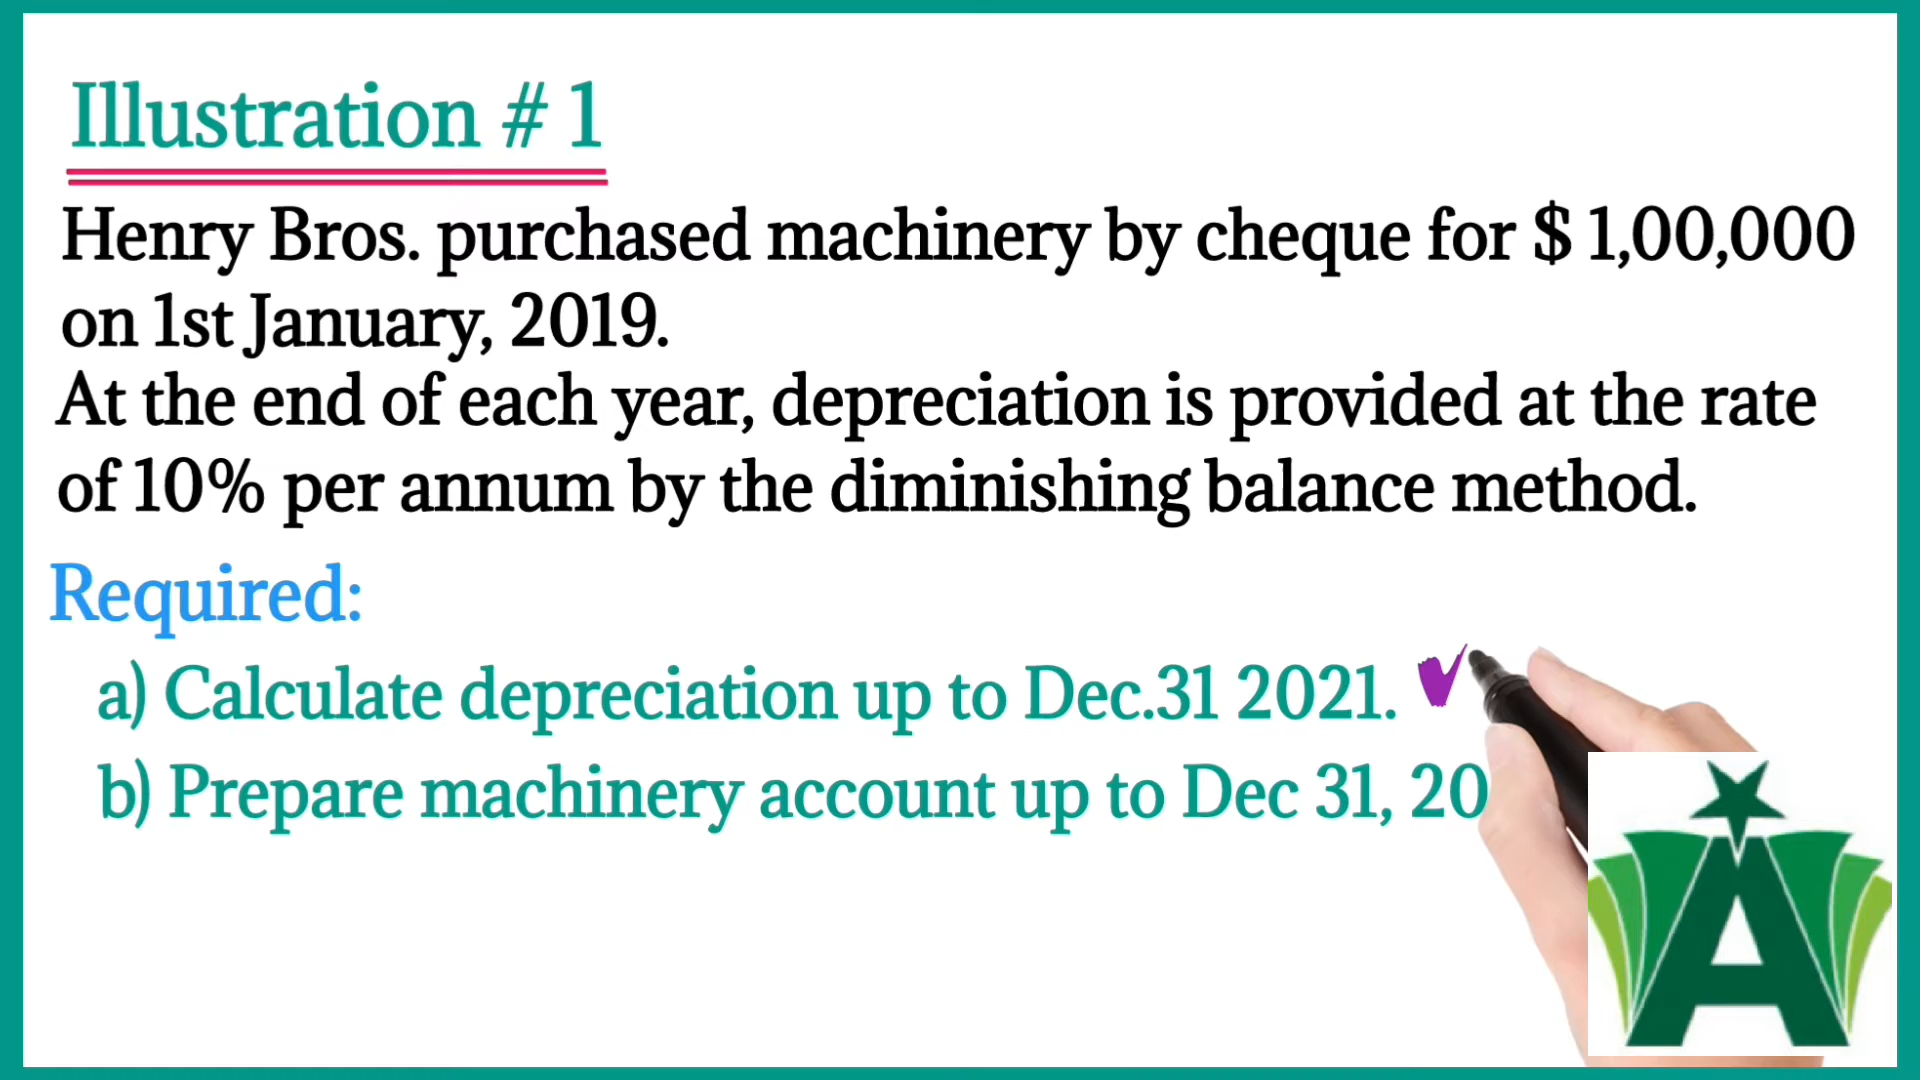 Illustration # 1
Henry Bros. purchased machinery by cheque for $ 1,00,000
on 1st January, 2019.
At the end of each year, depreciation is provided at the rate
of 10% per annum by the diminishing balance method.
Required:
a) Calculate depreciation up to Dec.31 2021.
b) Prepare machinery account up to Dec 31, 20
A